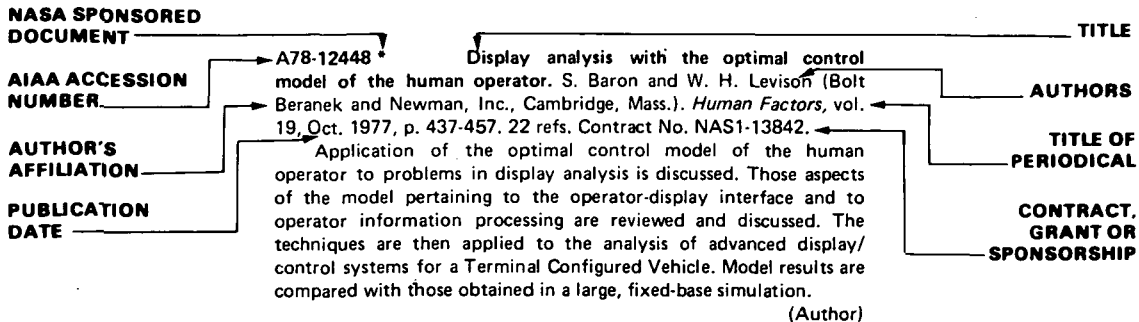 NASA SPONSORED
DOCUMENT
AIAA ACCESSION
NUMBER
AUTHOR'S
AFFILIATION
PUBLICATION
DATE
A78-12448 * Display analysis with the optimal control
model of the human operator. S. Baron and W. H. Levison (Bolt
Beranek and Newman, Inc., Cambridge, Mass.). Human Factors, vol.
19, Oct. 1977, p. 437-457. 22 refs. Contract No. NAS1-13842.
Application of the optimal control model of the human
operator to problems in display analysis is discussed. Those aspects
of the model pertaining to the operator-display interface and to
operator information processing are reviewed and discussed. The
techniques are then applied to the analysis of advanced display/
control systems for a Terminal Configured Vehicle. Model results are
compared with those obtained in a large, fixed-base simulation.
(Author)
TITLE
AUTHORS
TITLE OF
PERIODICAL
CONTRACT,
GRANT OR
SPONSORSHIP